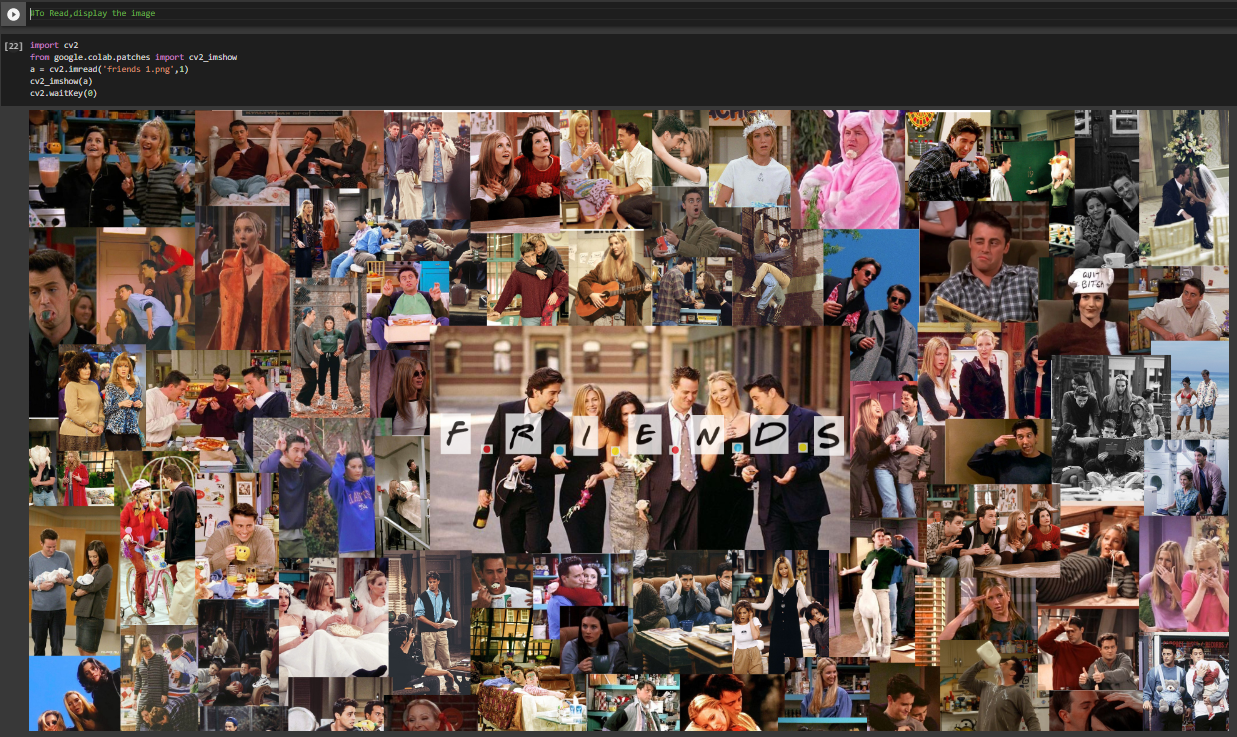 #To Read,display the image
[22] import cv2
from google.colab.patches import cv2_imshow
a = cv2.imread('friends 1.png',1)
cv2_imshow(a)
cv2.waitKey(0)
QUIT
BITCH
F.R.I.E.N.D.S